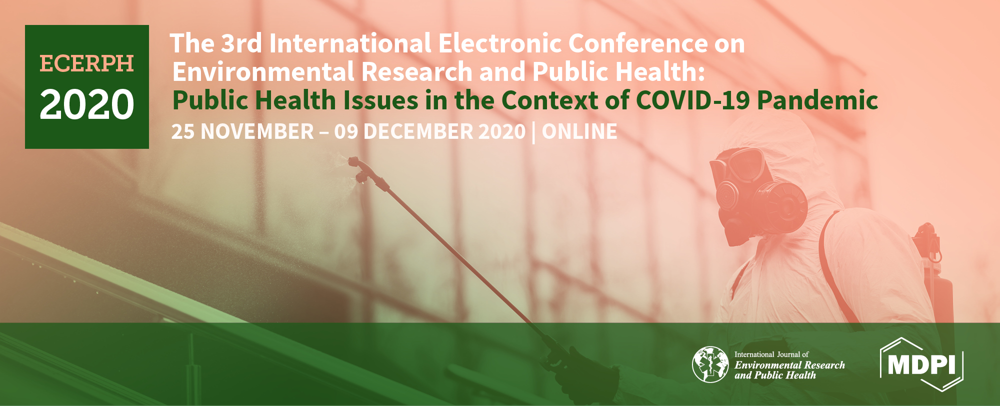 ECERPH
2020
The 3rd International Electronic Conference on
Environmental Research and Public Health:
Public Health Issues in the Context of COVID-19 Pandemic
25 NOVEMBER – 09 DECEMBER 2020 | ONLINE
International Journal of
Environmental Research
and Public Health
MDPI